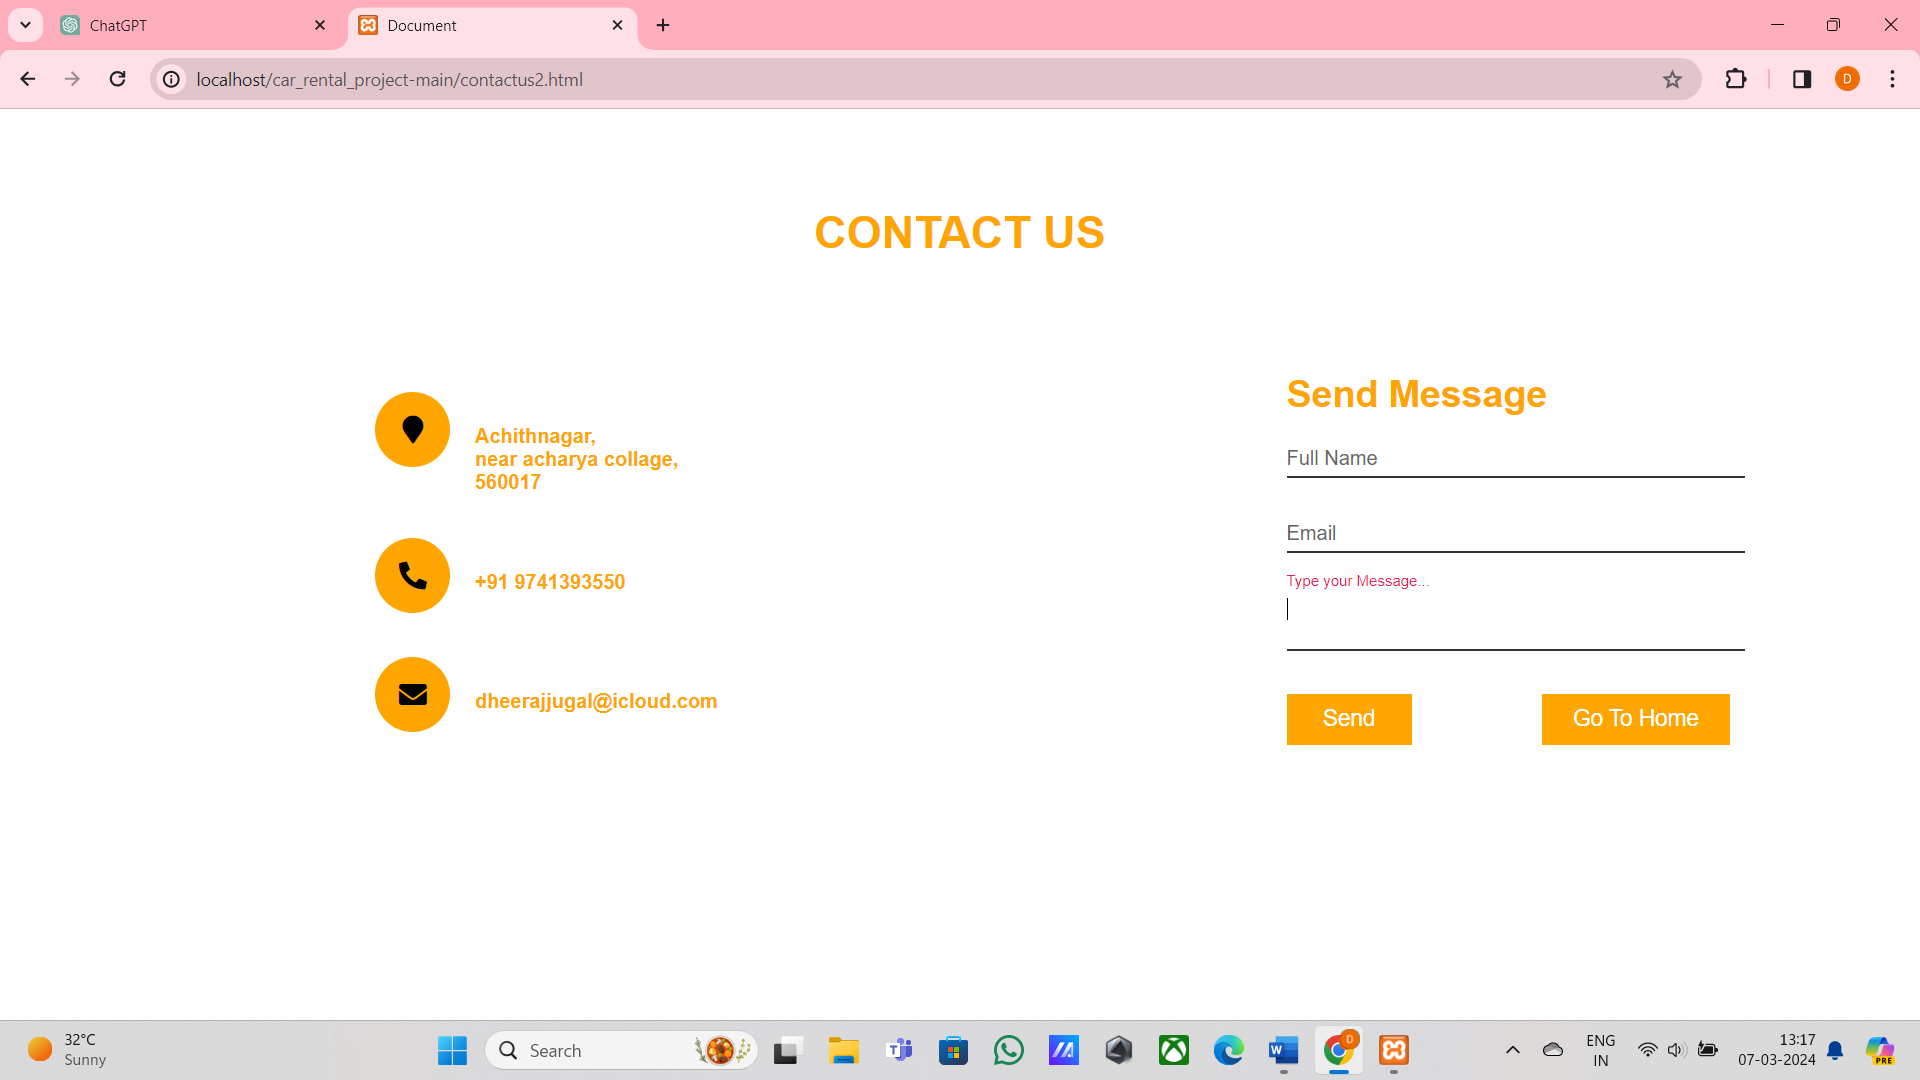 ChatGPT
Document
localhost/car_rental_project-main/contactus2.html
D
CONTACT US
Achithnagar,
near acharya collage,
560017
+91 9741393550
dheerajjugal@icloud.com
Send Message
Full Name
Email
Type your Message...
Send
Go To Home
32°C
Sunny
Search
D
ENG
IN
13:17
07-03-2024
PRE